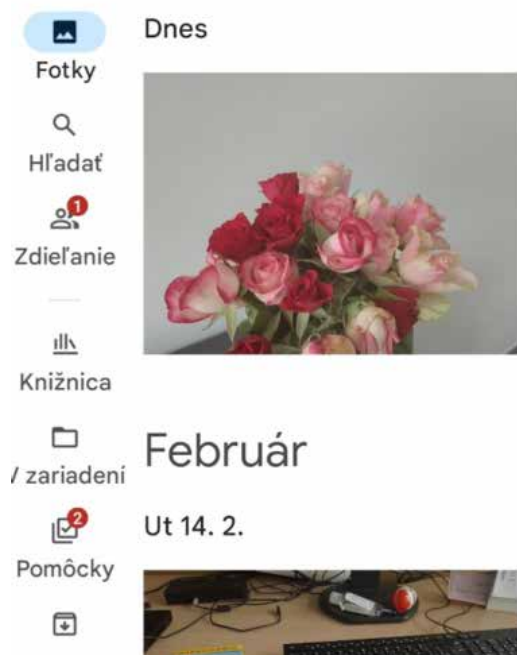 Dnes
Fotky
Hľadať
1
Zdieľanie
Knižnica
Február
V zariadení
Ut 14. 2.
2
Pomôcky